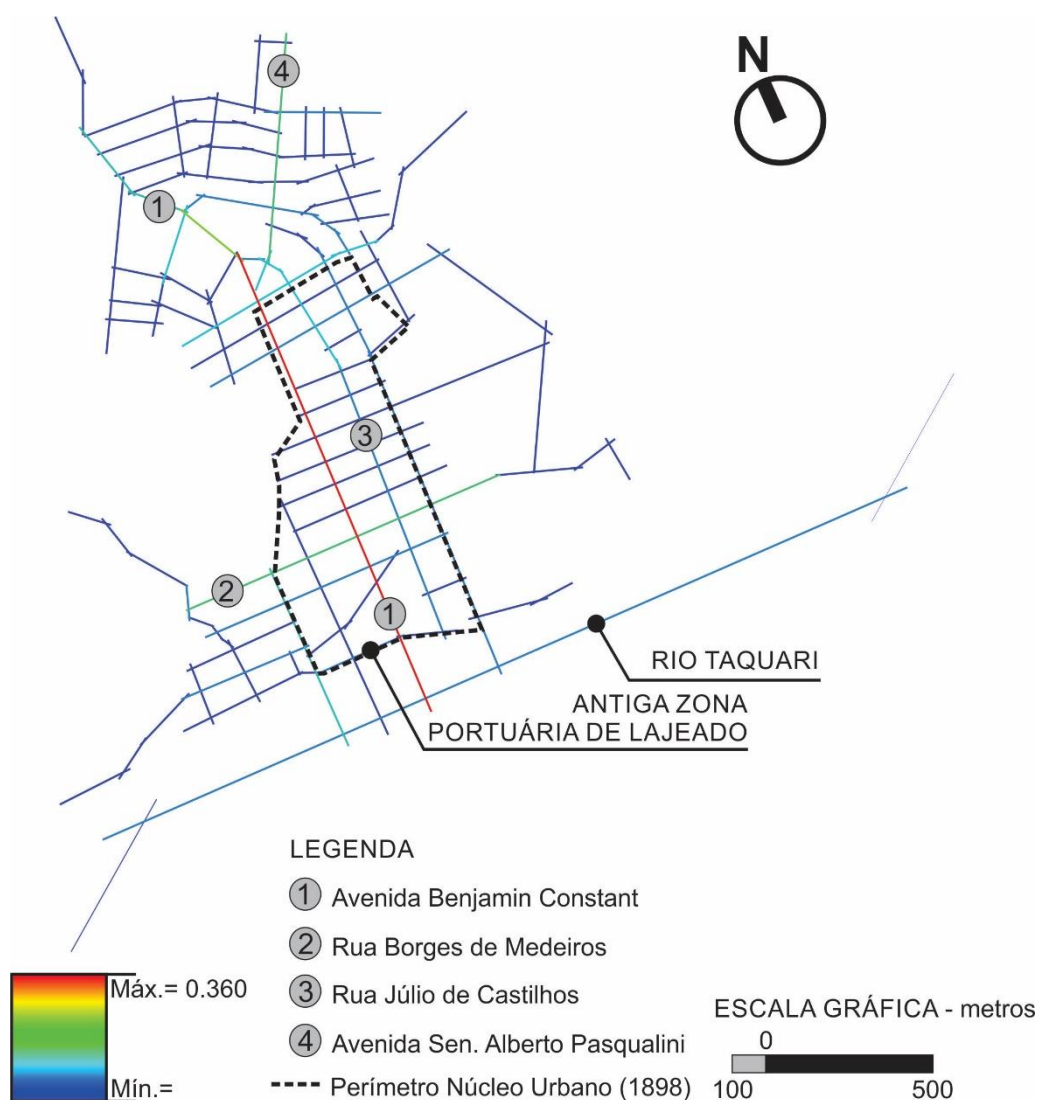 4
N
1
3
2
1
RIO TAQUARI
ANTIGA ZONA
PORTUÁRIA DE LAJEADO
LEGENDA
1 Avenida Benjamin Constant
2 Rua Borges de Medeiros
3 Rua Júlio de Castilhos
4 Avenida Sen. Alberto Pasqualini
Perímetro Núcleo Urbano (1898)
Máx.= 0.360
Mín.=
ESCALA GRÁFICA - metros
0
100 500